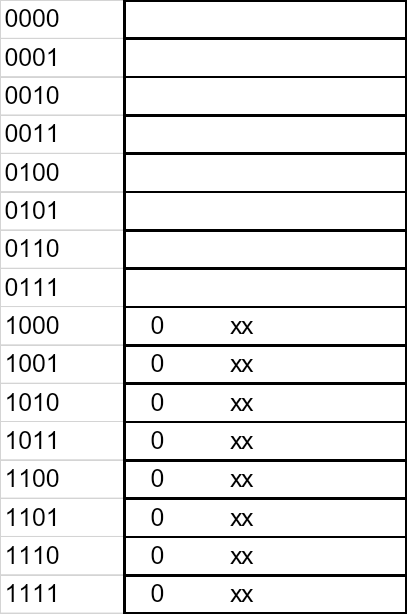 0000
0001
0010
0011
0100
0101
0110
0111
1000 0 xx
1001 0 xx
1010 0 xx
1011 0 xx
1100 0 xx
1101 0 xx
1110 0 xx
1111 0 xx